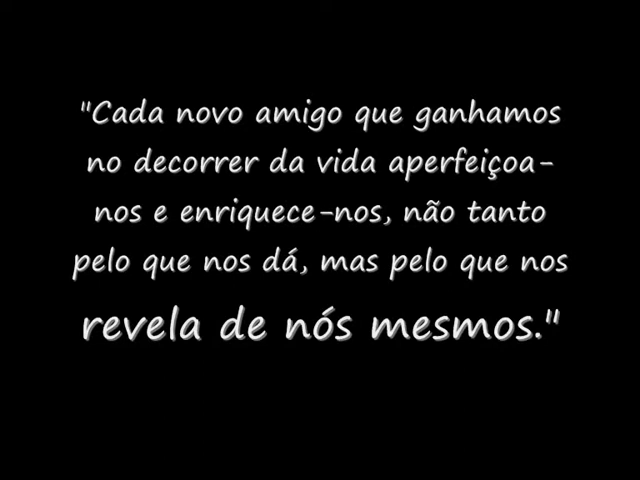 "Cada novo amigo que ganhamos
no decorrer da vida aperfeiçoa-
nos e enriquece-nos, não tanto
pelo que nos dá, mas pelo que nos
revela de nós mesmos."